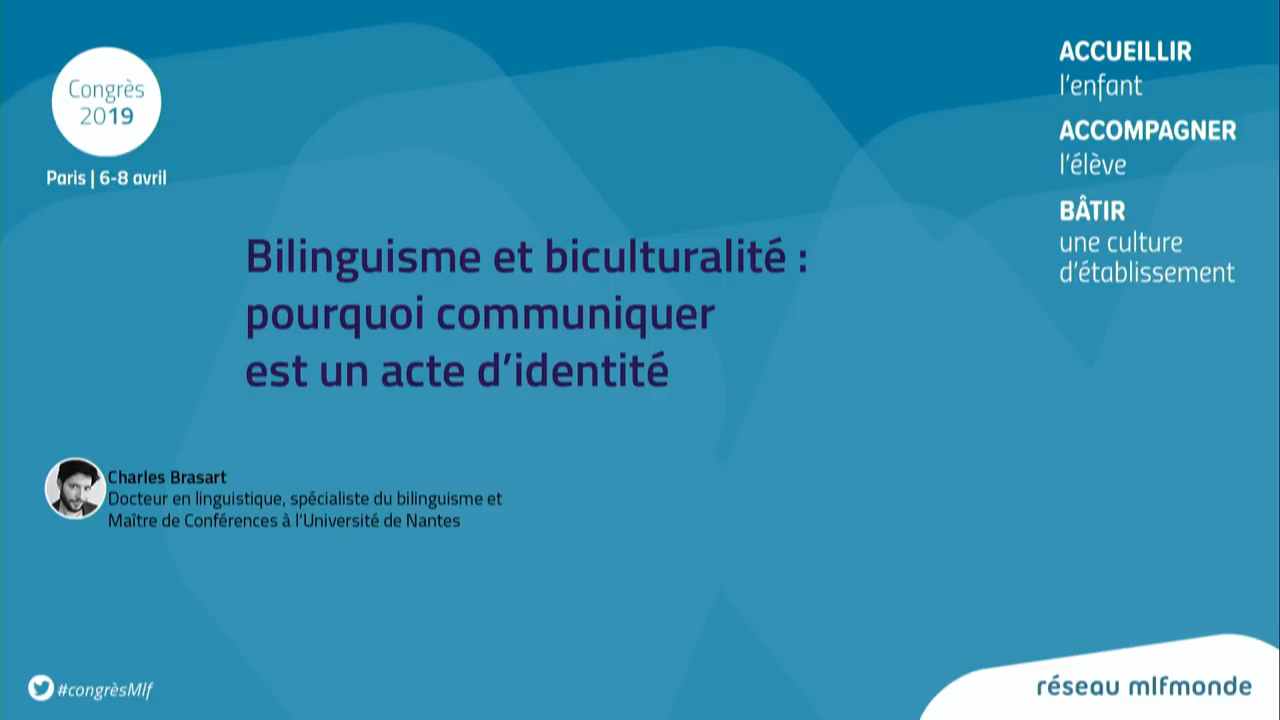 Congrès
2019
Paris | 6-8 avril
ACCUEILLIR
l'enfant
ACCOMPAGNER
l'élève
BÂTIR
une culture
d'établissement
Bilinguisme et biculturalité :
pourquoi communiquer
est un acte d'identité
Charles Brasart
Docteur en linguistique, spécialiste du bilinguisme et
Maître de Conférences à l'Université de Nantes
#congrèsMlf
réseau mlfmonde